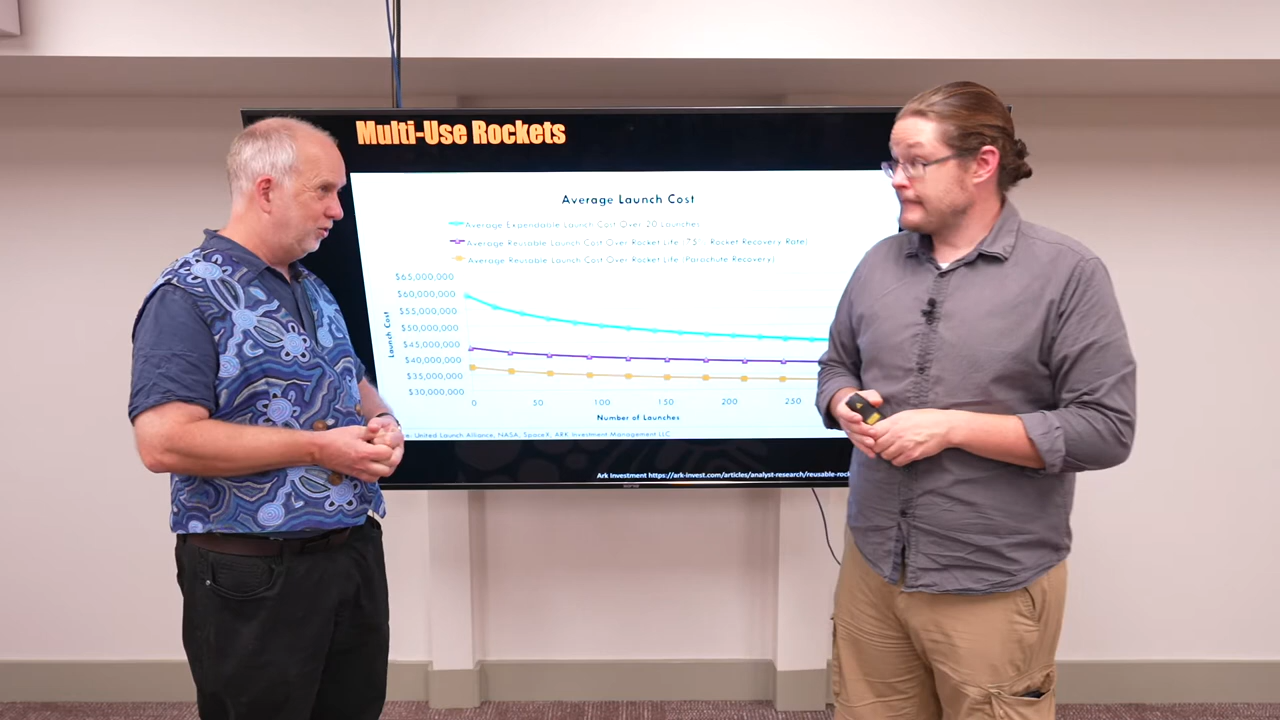 Multi-Use Rockets
Average Launch Cost
Average Expendable Launch Cost Over 20 Launches
Average Reusable Launch Cost Over Rocket Life (75% Rocket Recovery Rate)
Average Reusable Launch Cost Over Rocket Life (Parachute Recovery)
$65,000,000
$60,000,000
$55,000,000
$50,000,000
$45,000,000
$40,000,000
$35,000,000
$30,000,000
Launch Cost
0 50 100 150 200 250
Number of Launches
United Launch Alliance, NASA, SpaceX, ARK Investment Management LLC
Ark Investment https://ark-invest.com/articles/analyst-research/reusable-rock